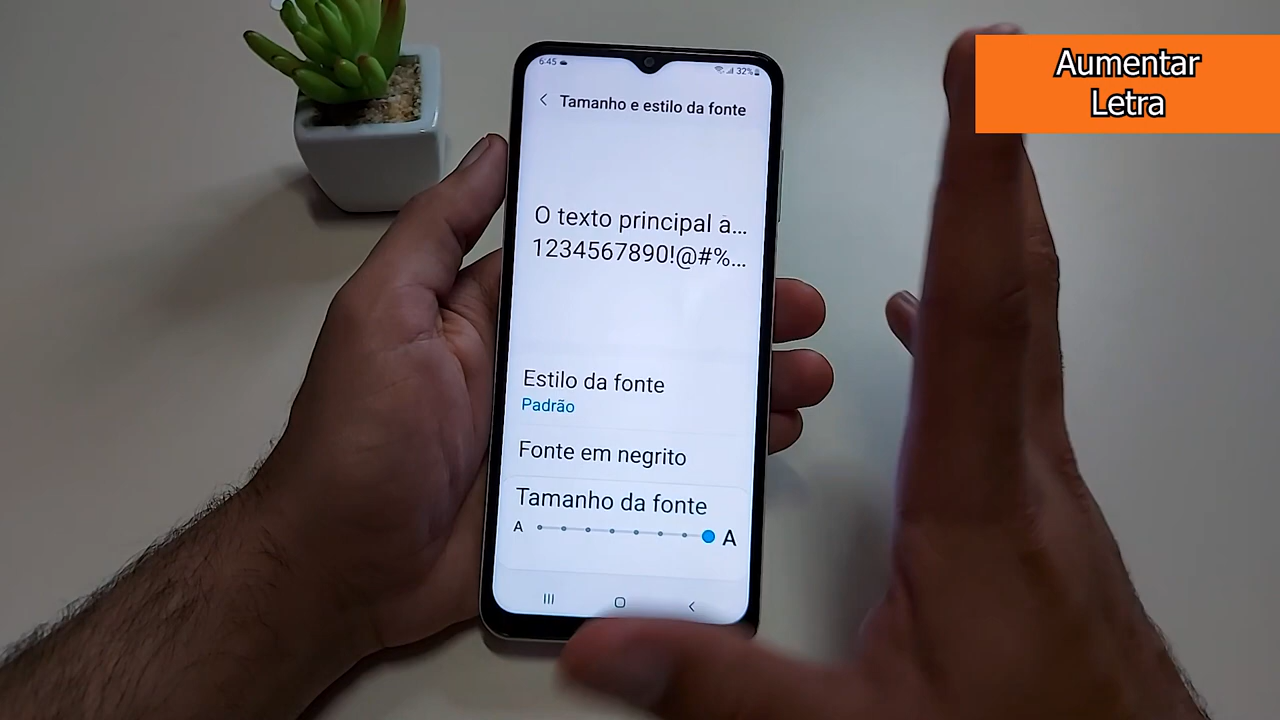 Aumentar
Letra
6:45
32%
Tamanho e estilo da fonte
O texto principal a...
1234567890!@#%...
Estilo da fonte
Padrão
Fonte em negrito
Tamanho da fonte
A A